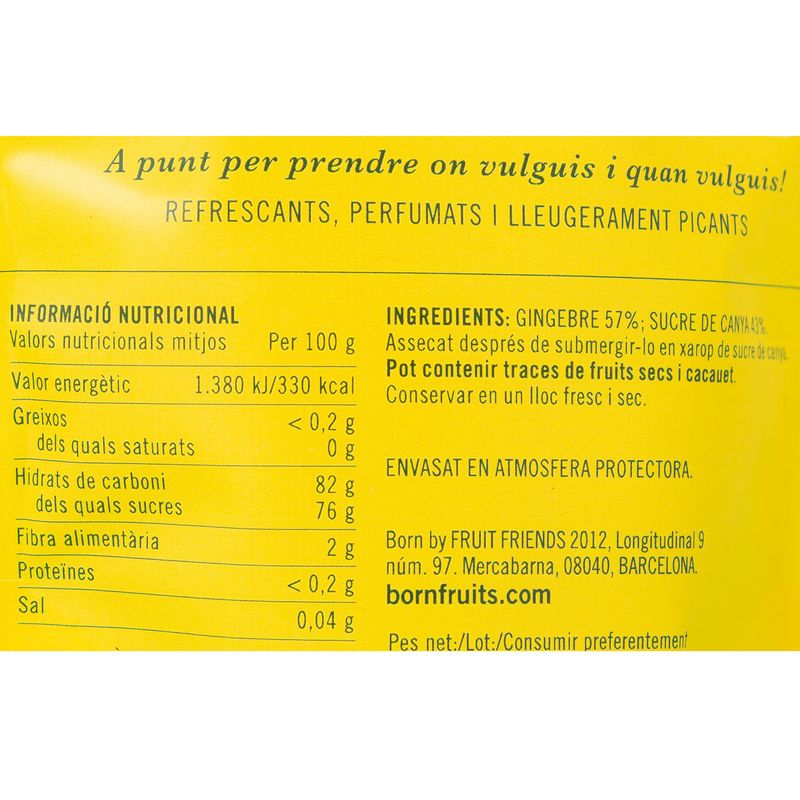 A punt per prendre on vulguis i quan vulguis!
REFRESCANTS, PERFUMATS I LLEUGERAMENT PICANTS
INFORMACIÓ NUTRICIONAL
Valors nutricionals mitjos Per 100 g
Valor energètic 1.380 kJ/330 kcal
Greixos < 0,2 g
dels quals saturats 0 g
Hidrats de carboni 82 g
dels quals sucres 76 g
Fibra alimentària 2 g
Proteïnes < 0,2 g
Sal 0,04 g
INGREDIENTS: GINGEBRE 57%; SUCRE DE CANYA 43%.
Assecat després de submergir-lo en xarop de sucre de canya.
Pot contenir traces de fruits secs i cacauet.
Conservar en un lloc fresc i sec.
ENVASAT EN ATMOSFERA PROTECTORA.
Born by FRUIT FRIENDS 2012, Longitudinal 9
núm. 97. Mercabarna, 08040, BARCELONA.
bornfruits.com
Pes net:/Lot:/Consumir preferentement